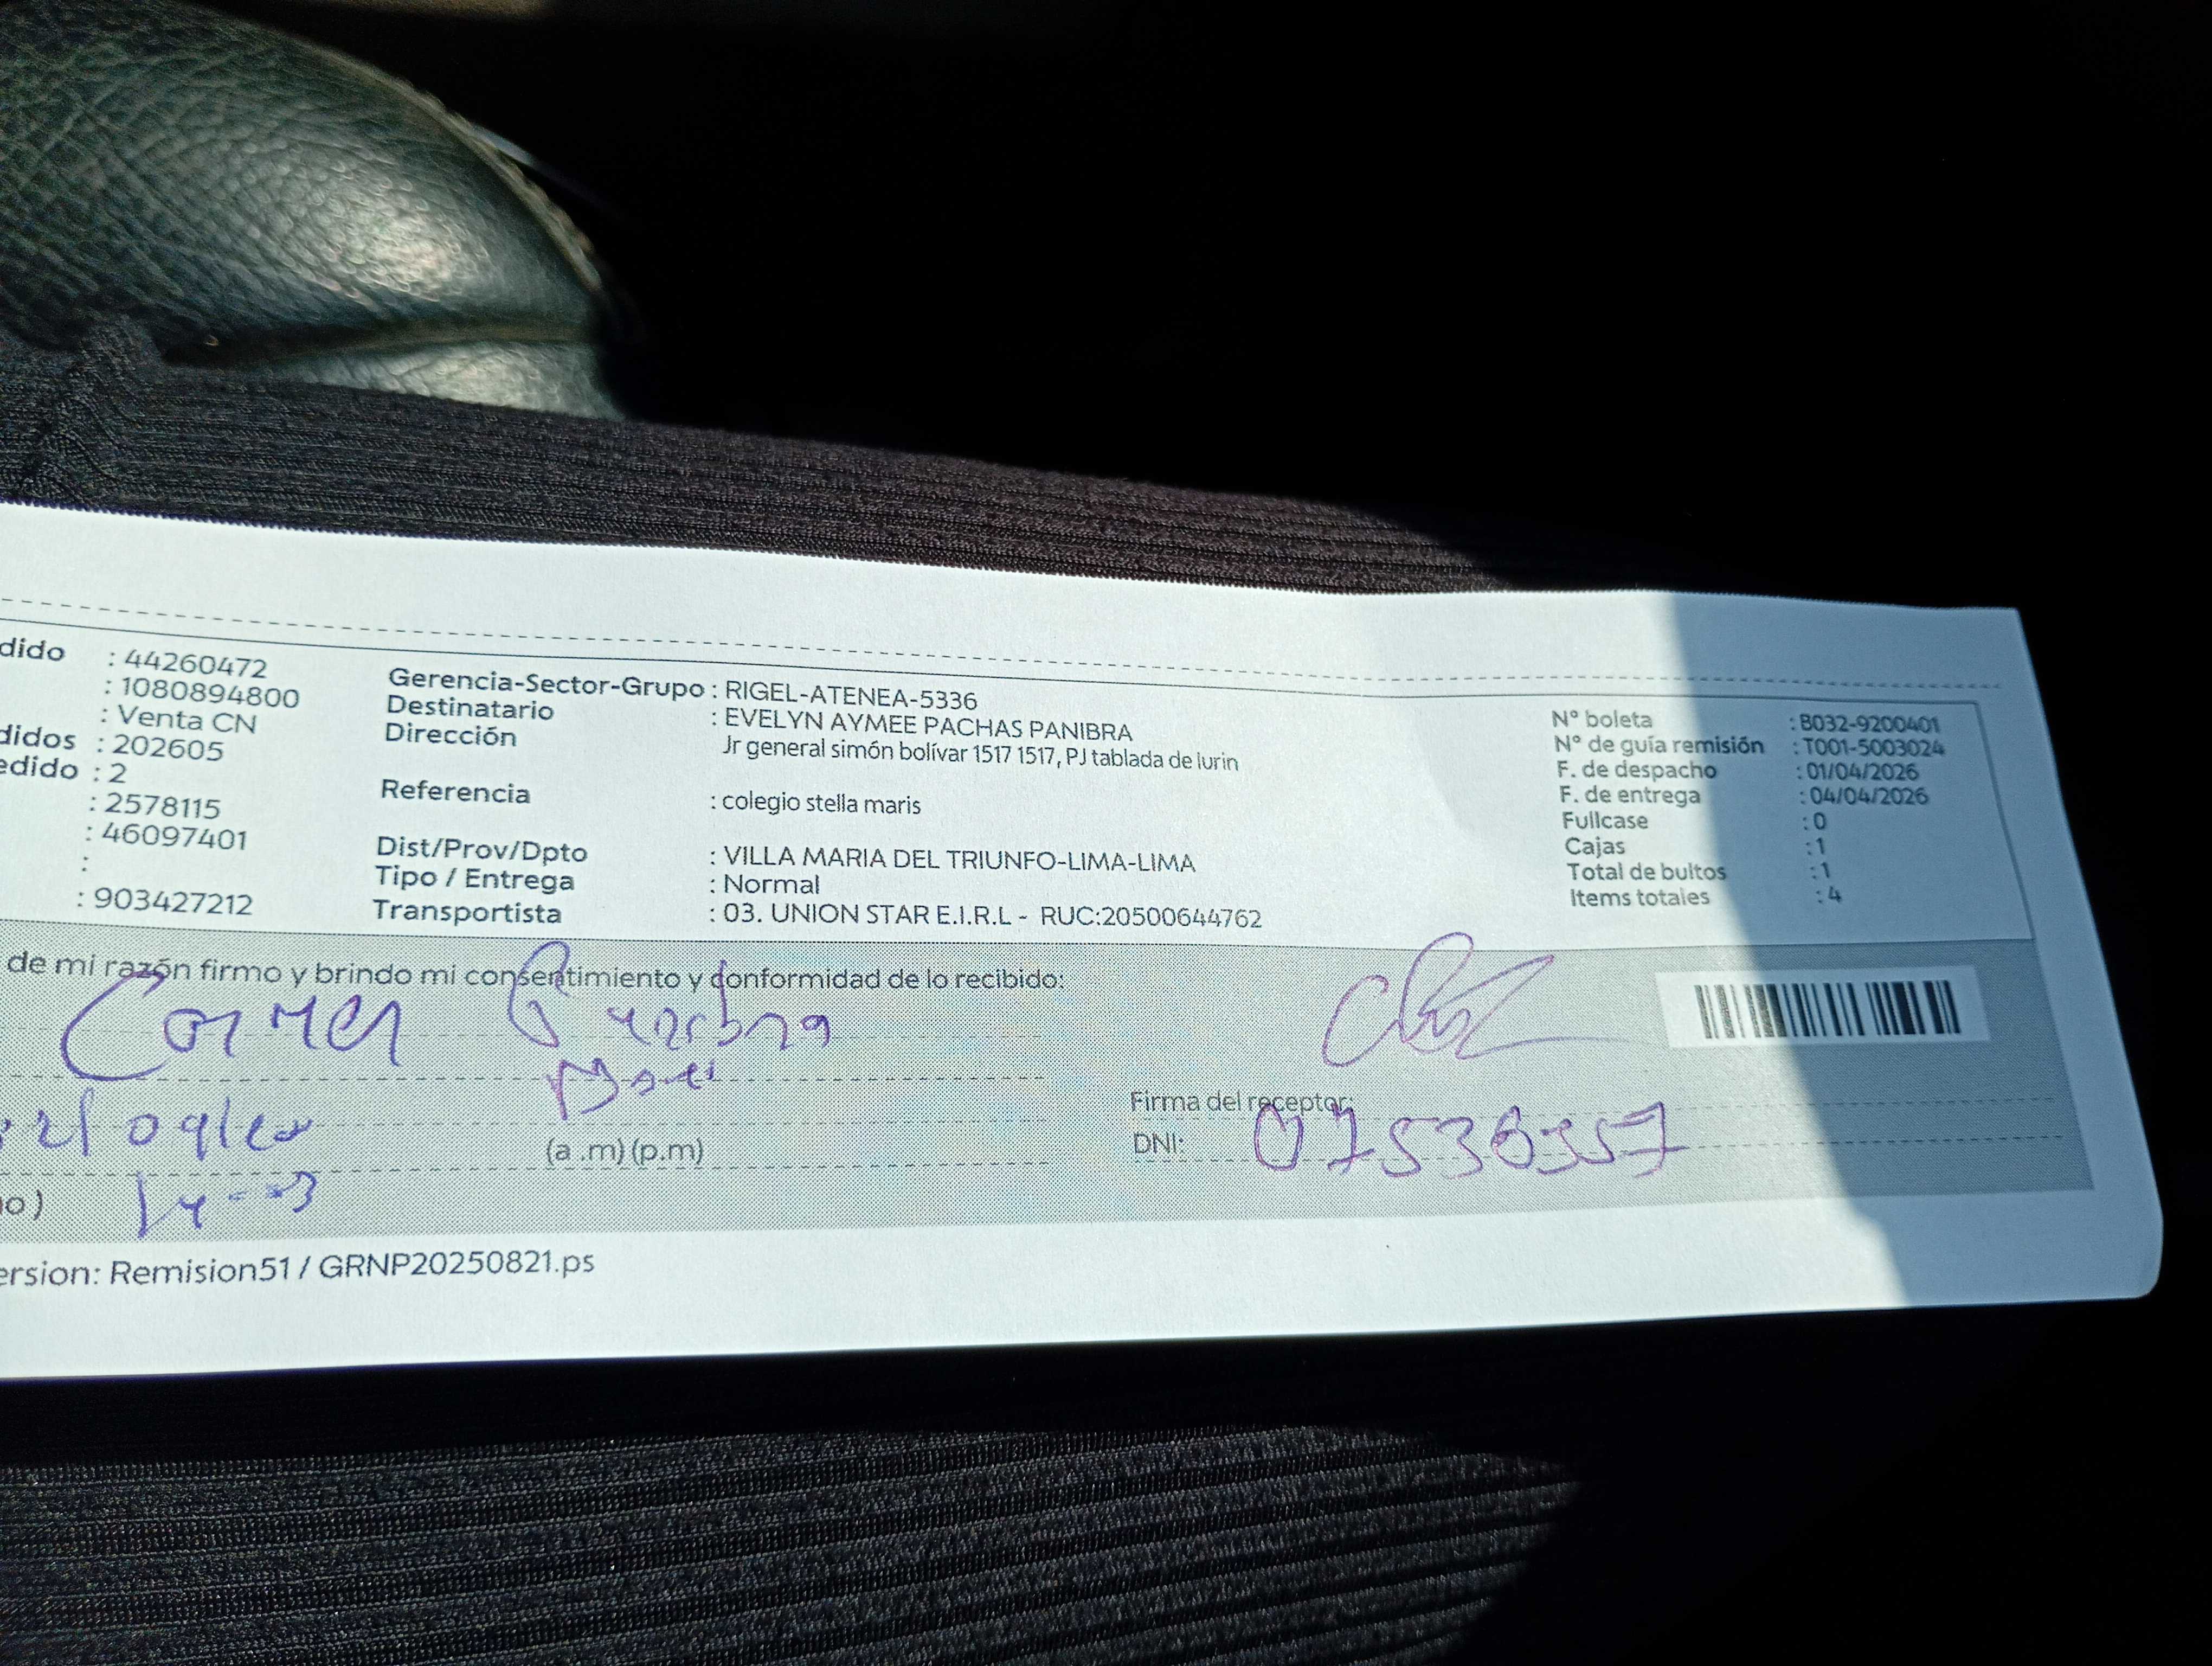 dido : 44260472
: 1080894800
: Venta CN
didos : 202605
edido : 2
: 2578115
: 46097401
:
: 903427212
Gerencia-Sector-Grupo : RIGEL-ATENEA-5336
Destinatario : EVELYN AYMEE PACHAS PANIBRA
Dirección Jr general simón bolívar 1517 1517, PJ tablada de lurin
Referencia : colegio stella maris
Dist/Prov/Dpto : VILLA MARIA DEL TRIUNFO-LIMA-LIMA
Tipo / Entrega : Normal
Transportista : 03. UNION STAR E.I.R.L - RUC:20500644762
N° boleta : B032-9200401
N° de guía remisión : T001-5003024
F. de despacho : 01/04/2026
F. de entrega : 04/04/2026
Fullcase : 0
Cajas : 1
Total de bultos : 1
Items totales : 4
de mi razón firmo y brindo mi consentimiento y conformidad de lo recibido:
(a .m) (p.m)
Firma del receptor:
DNI: 07536357
o)
ersion: Remision51 / GRNP20250821.ps